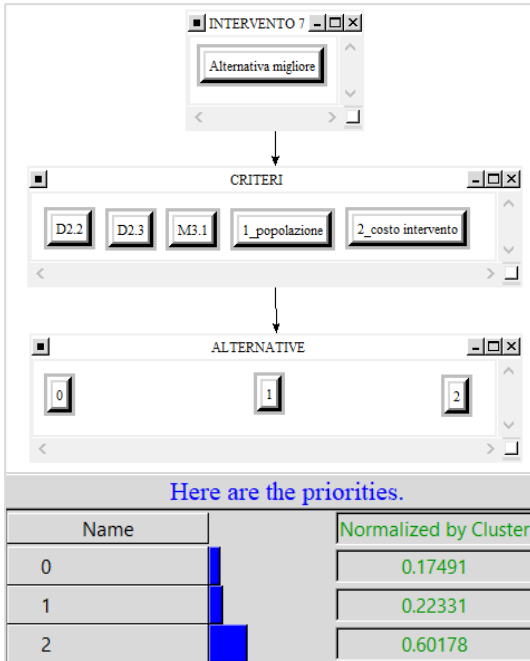 INTERVENTO 7
Alternativa migliore
CRITERI
D2.2 D2.3 M3.1 1_popolazione 2_costo intervento
ALTERNATIVE
0 1 2
Here are the priorities.
Name Normalized by Cluster
0 0.17491
1 0.22331
2 0.60178